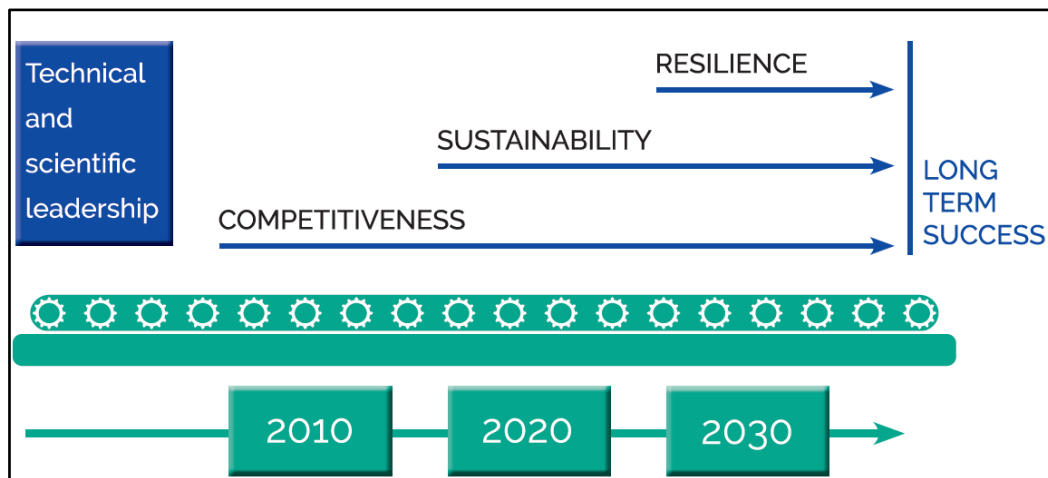 Technical
and
scientific
leadership
RESILIENCE
SUSTAINABILITY
COMPETITIVENESS
LONG
TERM
SUCCESS
2010
2020
2030